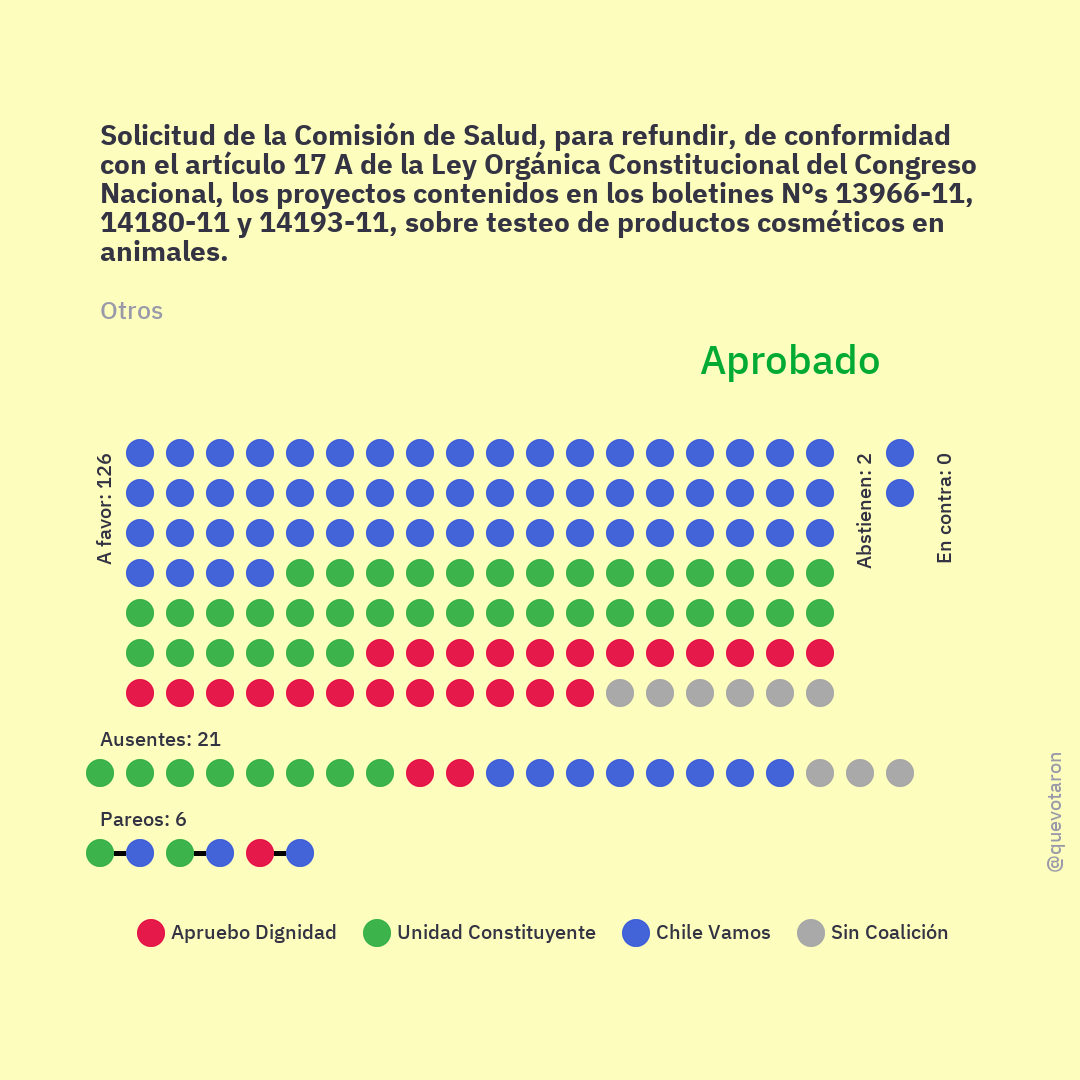 Solicitud de la Comisión de Salud, para refundir, de conformidad
con el artículo 17 A de la Ley Orgánica Constitucional del Congreso
Nacional, los proyectos contenidos en los boletines N°s 13966-11,
14180-11 y 14193-11, sobre testeo de productos cosméticos en
animales.
Otros
Aprobado
A favor: 126
Abstienen: 2
En contra: 0
Ausentes: 21
Pareos: 6
@quevotaron
Apruebo Dignidad
Unidad Constituyente
Chile Vamos
Sin Coalición